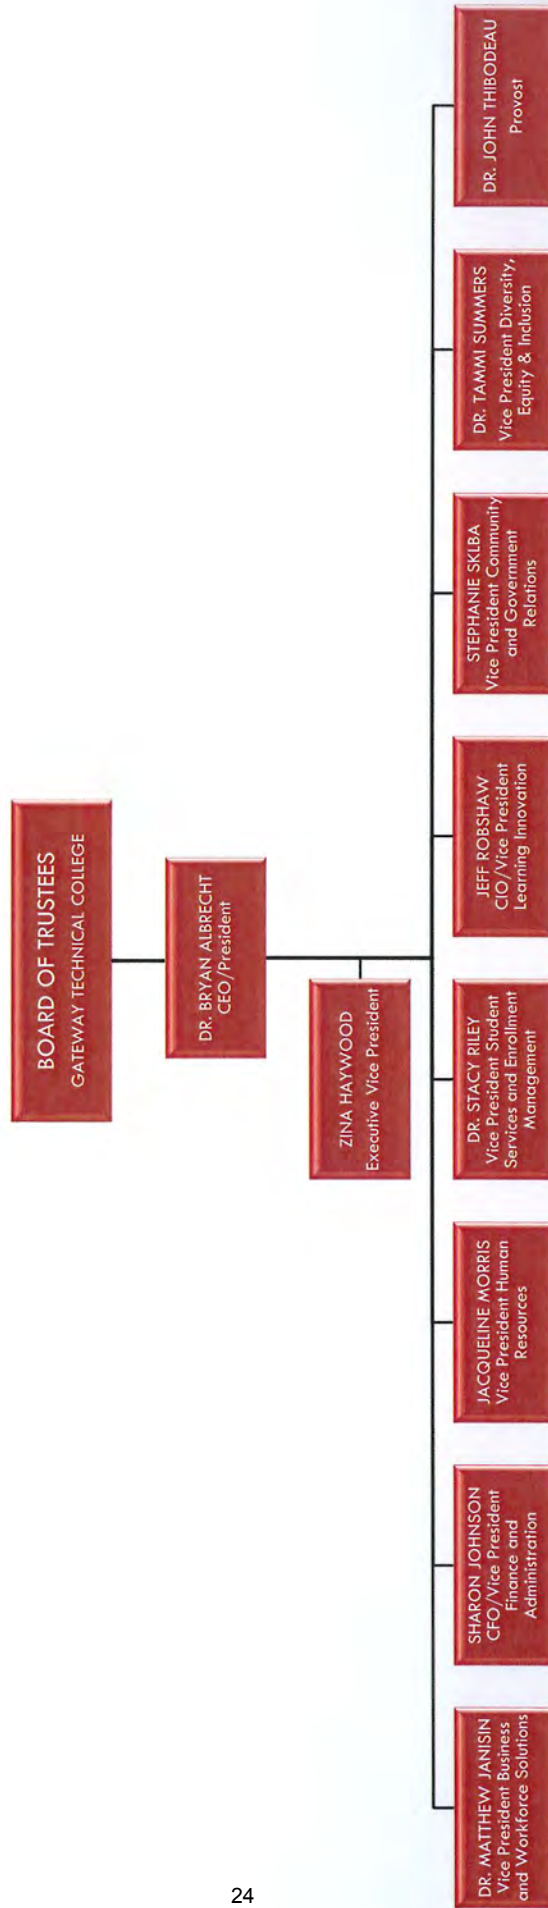 BOARD OF TRUSTEES
GATEWAY TECHNICAL COLLEGE
DR. BRYAN ALBRECHT
CEO/President
ZINA HAYWOOD
Executive Vice President
DR. MATTHEW JANISIN
Vice President Business
and Workforce Solutions
SHARON JOHNSON
CFO/Vice President
Finance and
Administration
JACQUELINE MORRIS
Vice President Human
Resources
DR. STACY RILEY
Vice President Student
Services and Enrollment
Management
JEFF ROBSHAW
CIO/Vice President
Learning Innovation
STEPHANIE SKLBA
Vice President Community
and Government
Relations
DR. TAMMI SUMMERS
Vice President Diversity,
Equity & Inclusion
DR. JOHN THIBODEAU
Provost
24